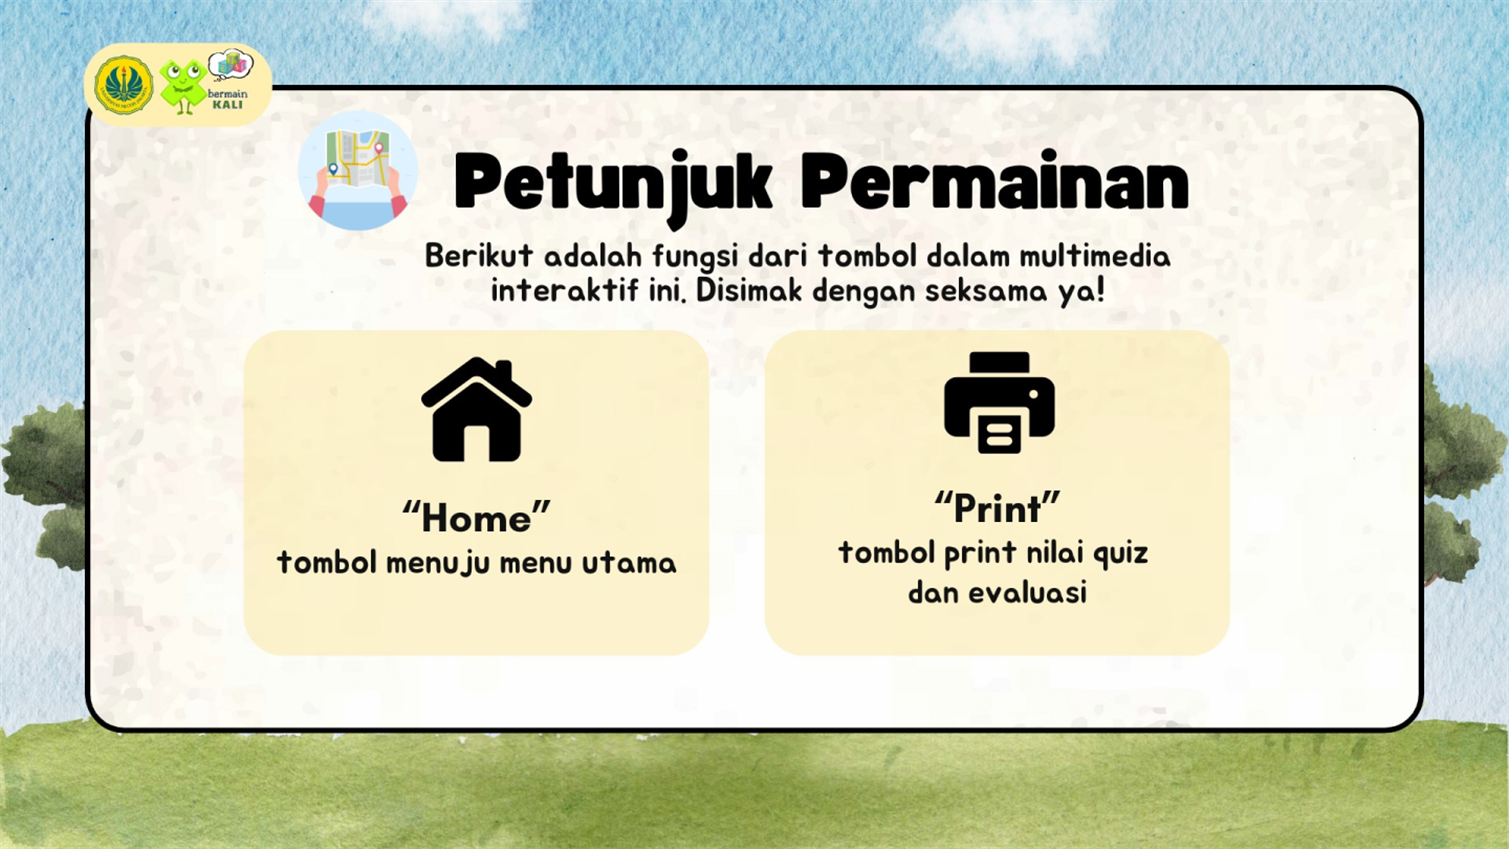 bermain
KALI
Petunjuk Permainan
Berikut adalah fungsi dari tombol dalam multimedia
interaktif ini. Disimak dengan seksama ya!
“Home”
tombol menuju menu utama
“Print”
tombol print nilai quiz
dan evaluasi